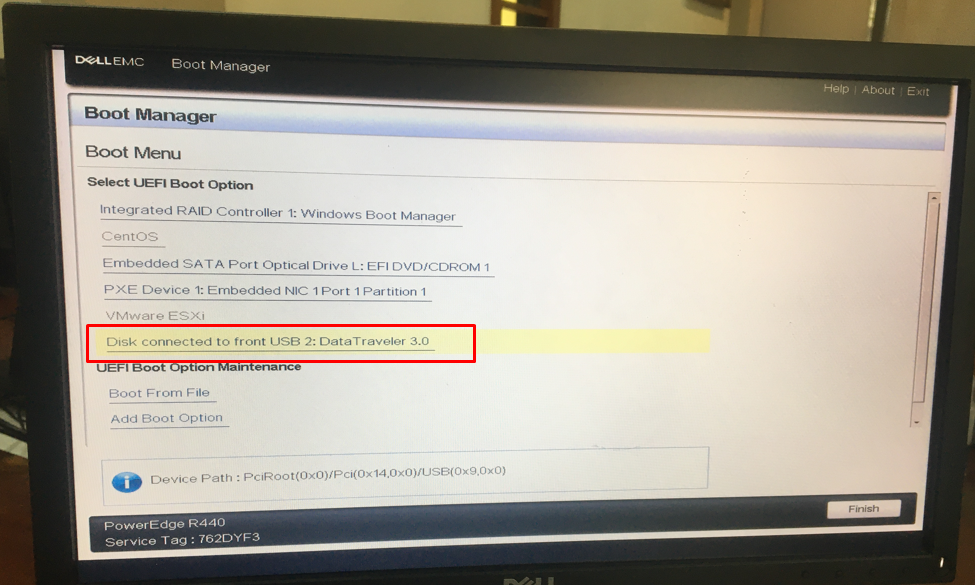 DELLEMC Boot Manager
Help | About | Exit
Boot Manager
Boot Menu
Select UEFI Boot Option
Integrated RAID Controller 1: Windows Boot Manager
CentOS
Embedded SATA Port Optical Drive L: EFI DVD/CDROM 1
PXE Device 1: Embedded NIC 1 Port 1 Partition 1
VMware ESXi
Disk connected to front USB 2: DataTraveler 3.0
UEFI Boot Option Maintenance
Boot From File
Add Boot Option
Device Path : PciRoot(0x0)/Pci(0x14,0x0)/USB(0x9,0x0)
PowerEdge R440
Service Tag : 762DYF3
Finish
DELL